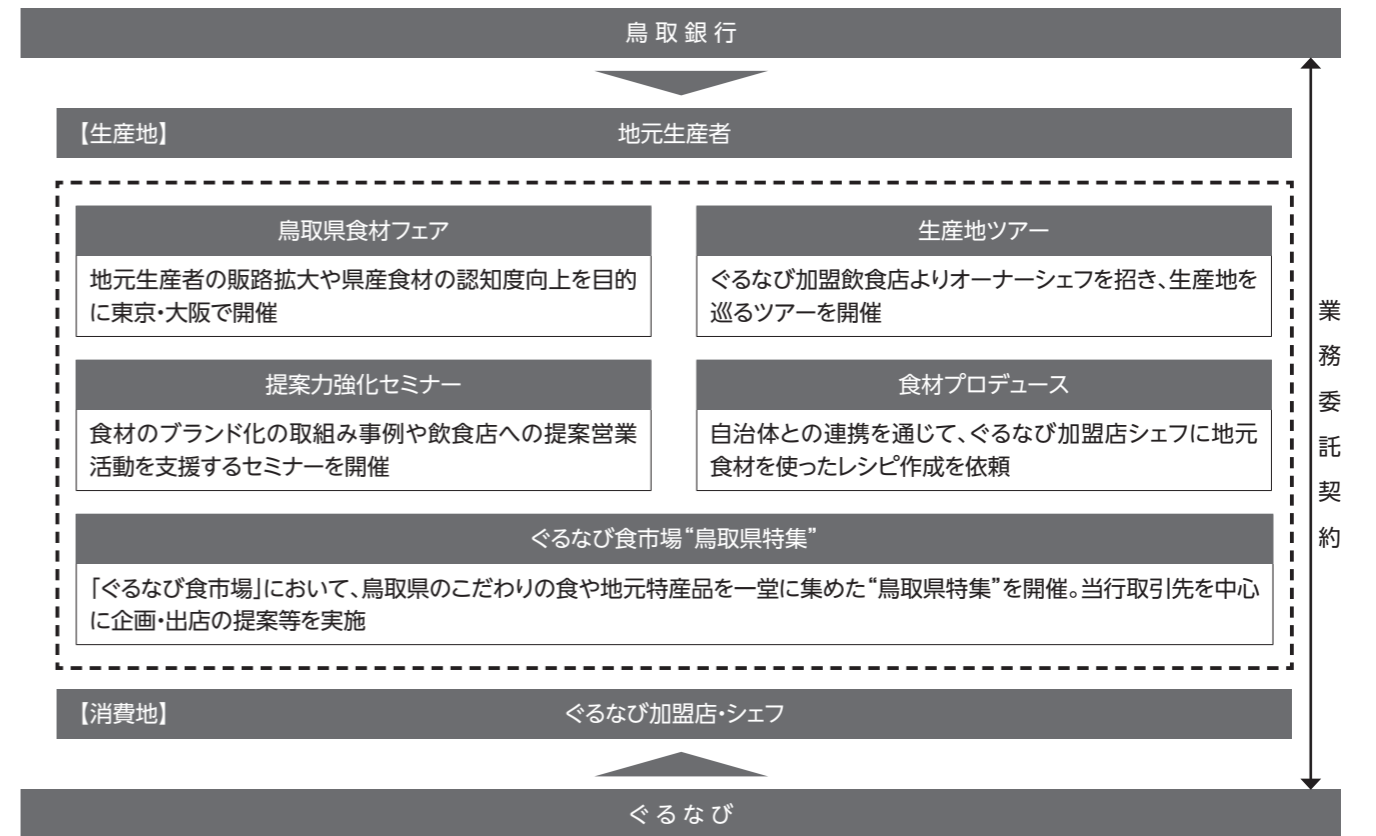 鳥取銀行
【生産地】 地元生産者
鳥取県食材フェア
地元生産者の販路拡大や県産食材の認知度向上を目的
に東京・大阪で開催
生産地ツアー
ぐるなび加盟飲食店よりオーナーシェフを招き、生産地を
巡るツアーを開催
提案力強化セミナー
食材のブランド化の取組み事例や飲食店への提案営業
活動を支援するセミナーを開催
食材プロデュース
自治体との連携を通じて、ぐるなび加盟店シェフに地元
食材を使ったレシピ作成を依頼
ぐるなび食市場“鳥取県特集”
「ぐるなび食市場」において、鳥取県のこだわりの食や地元特産品を一堂に集めた“鳥取県特集”を開催。当行取引先を中心
に企画・出店の提案等を実施
【消費地】 ぐるなび加盟店・シェフ
ぐるなび
業務委託契約